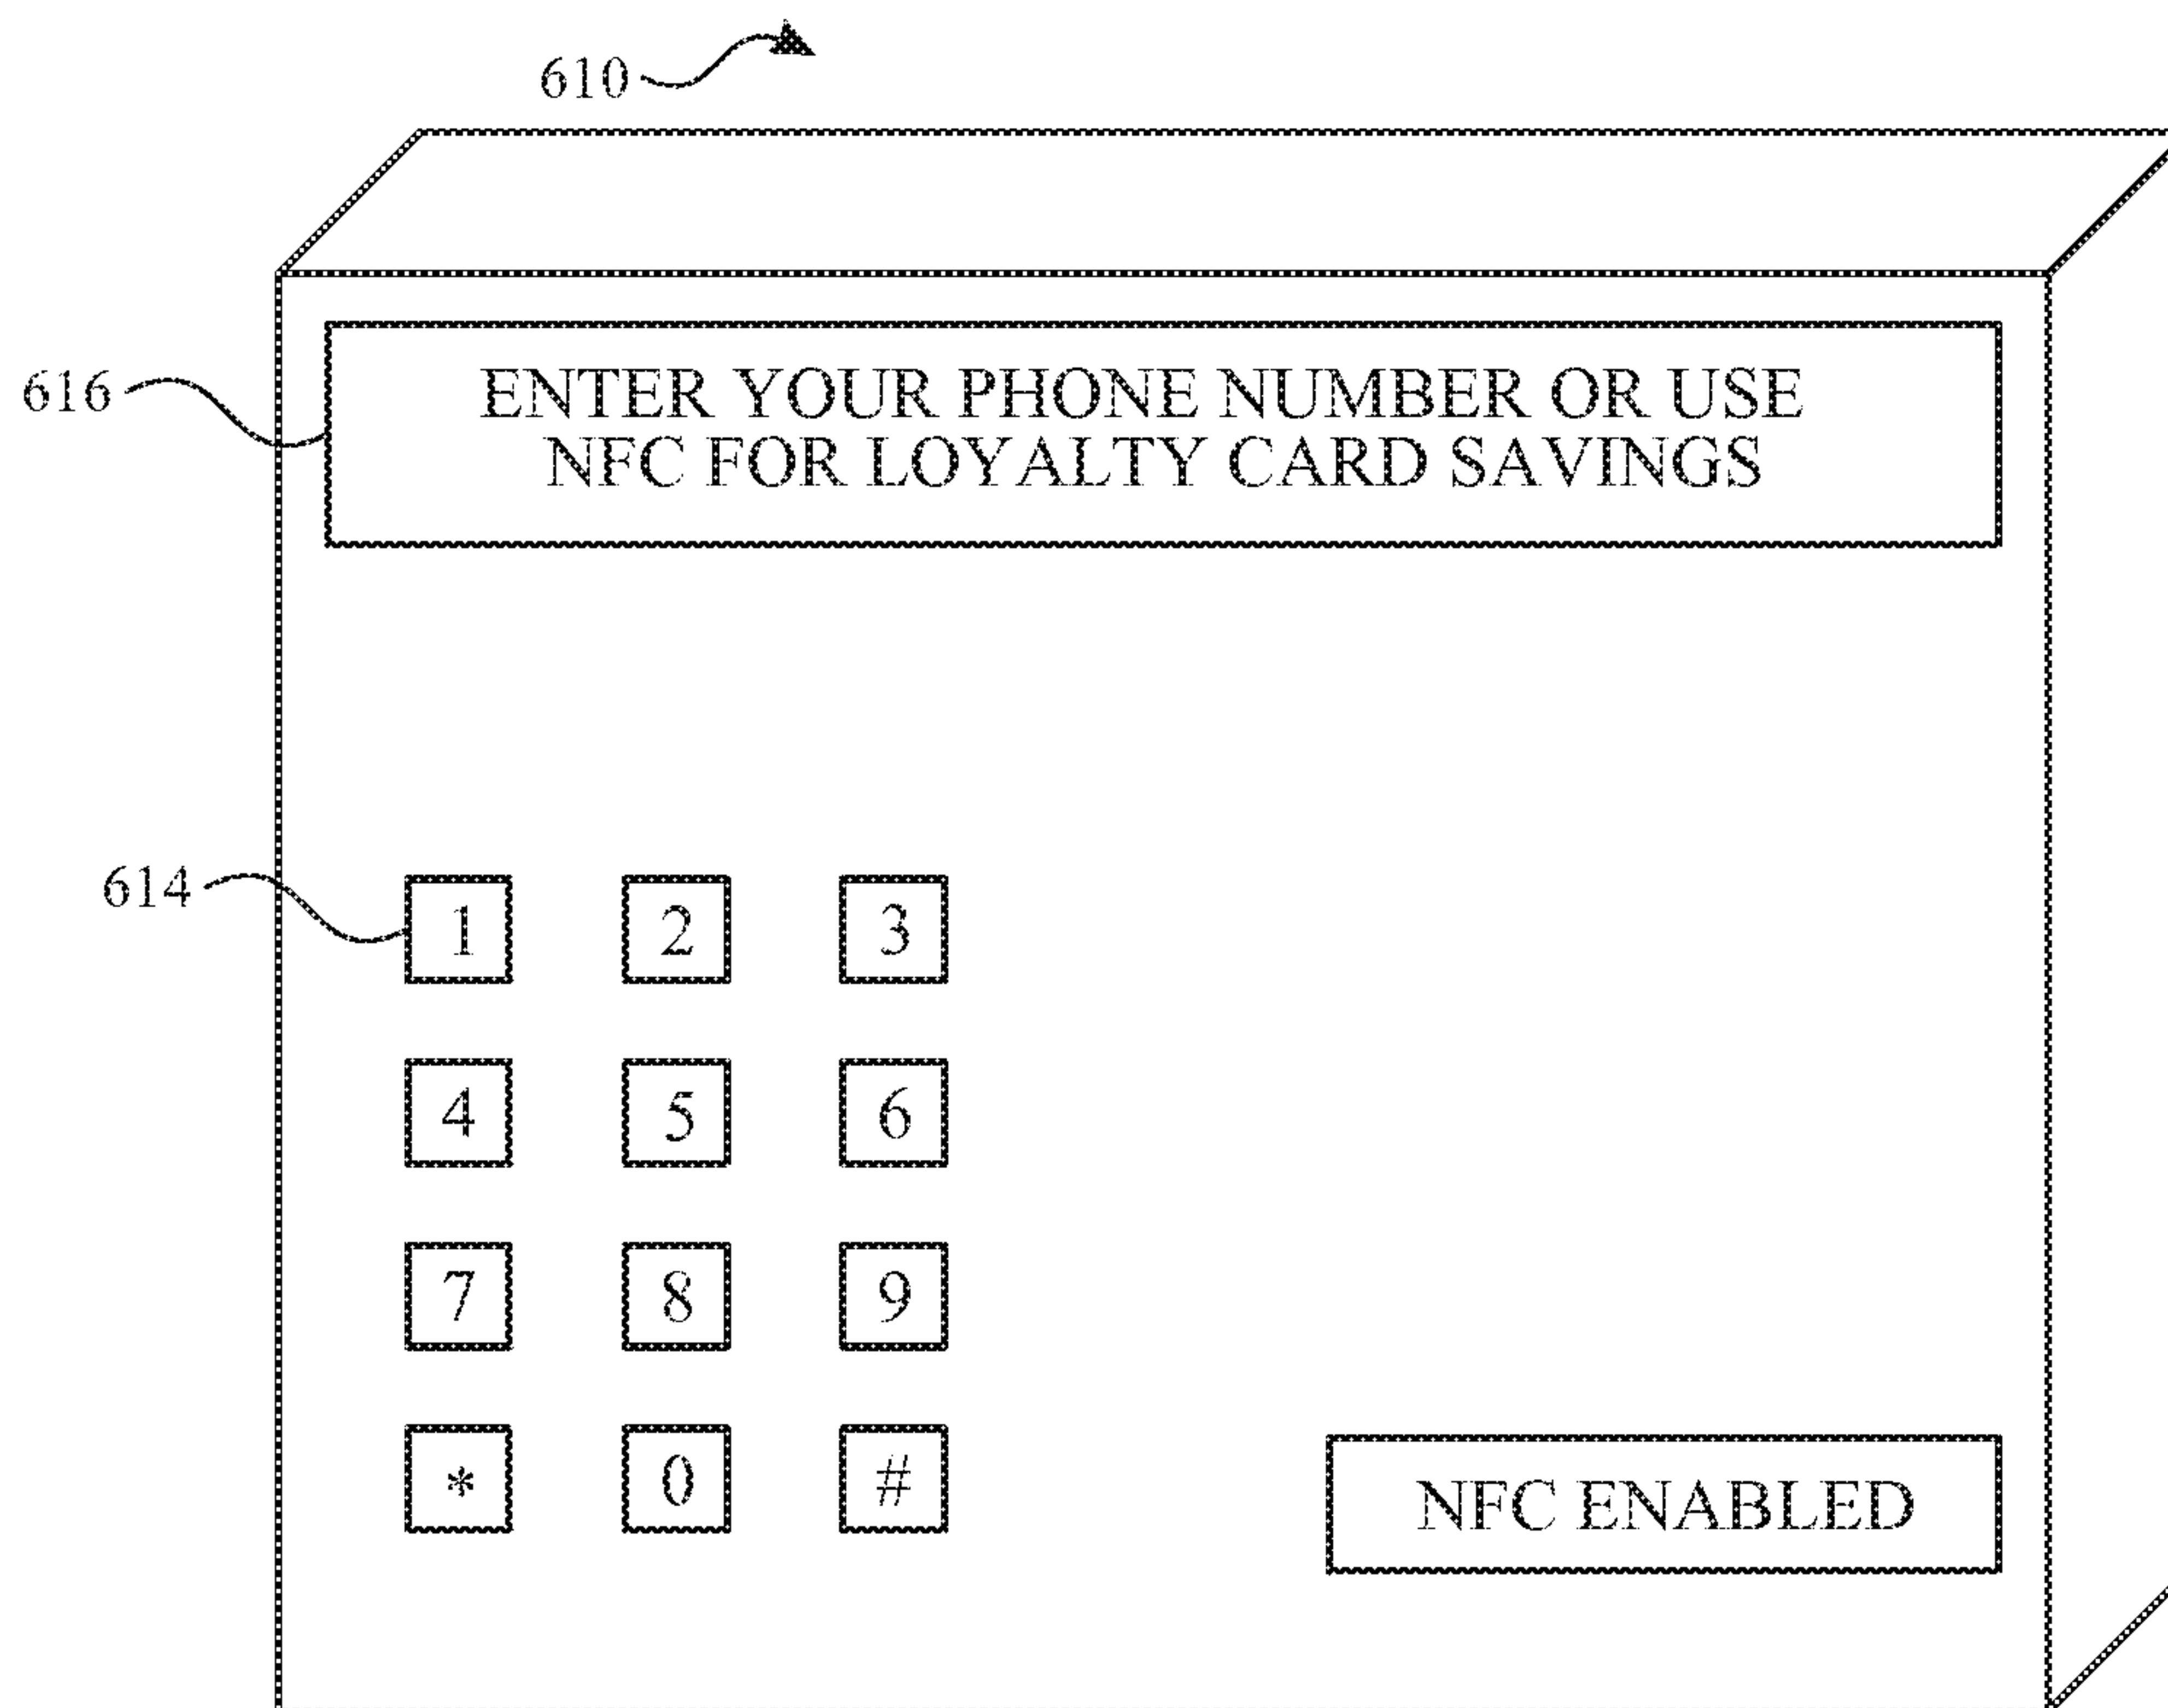 610
616
ENTER YOUR PHONE NUMBER OR USE
NFC FOR LOYALTY CARD SAVINGS
614
1 2 3
4 5 6
7 8 9
* 0 #
NFC ENABLED